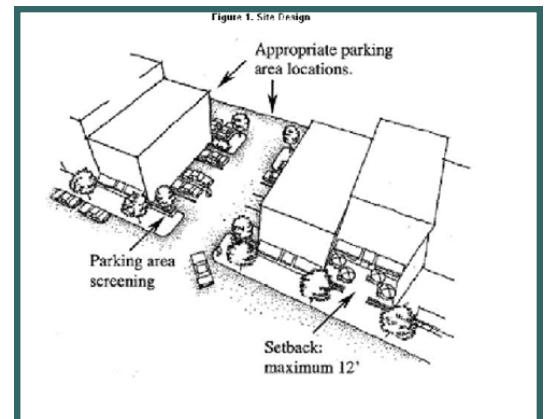 Figure 1. Site Design
Appropriate parking
area locations.
Parking area
screening
Setback:
maximum 12'